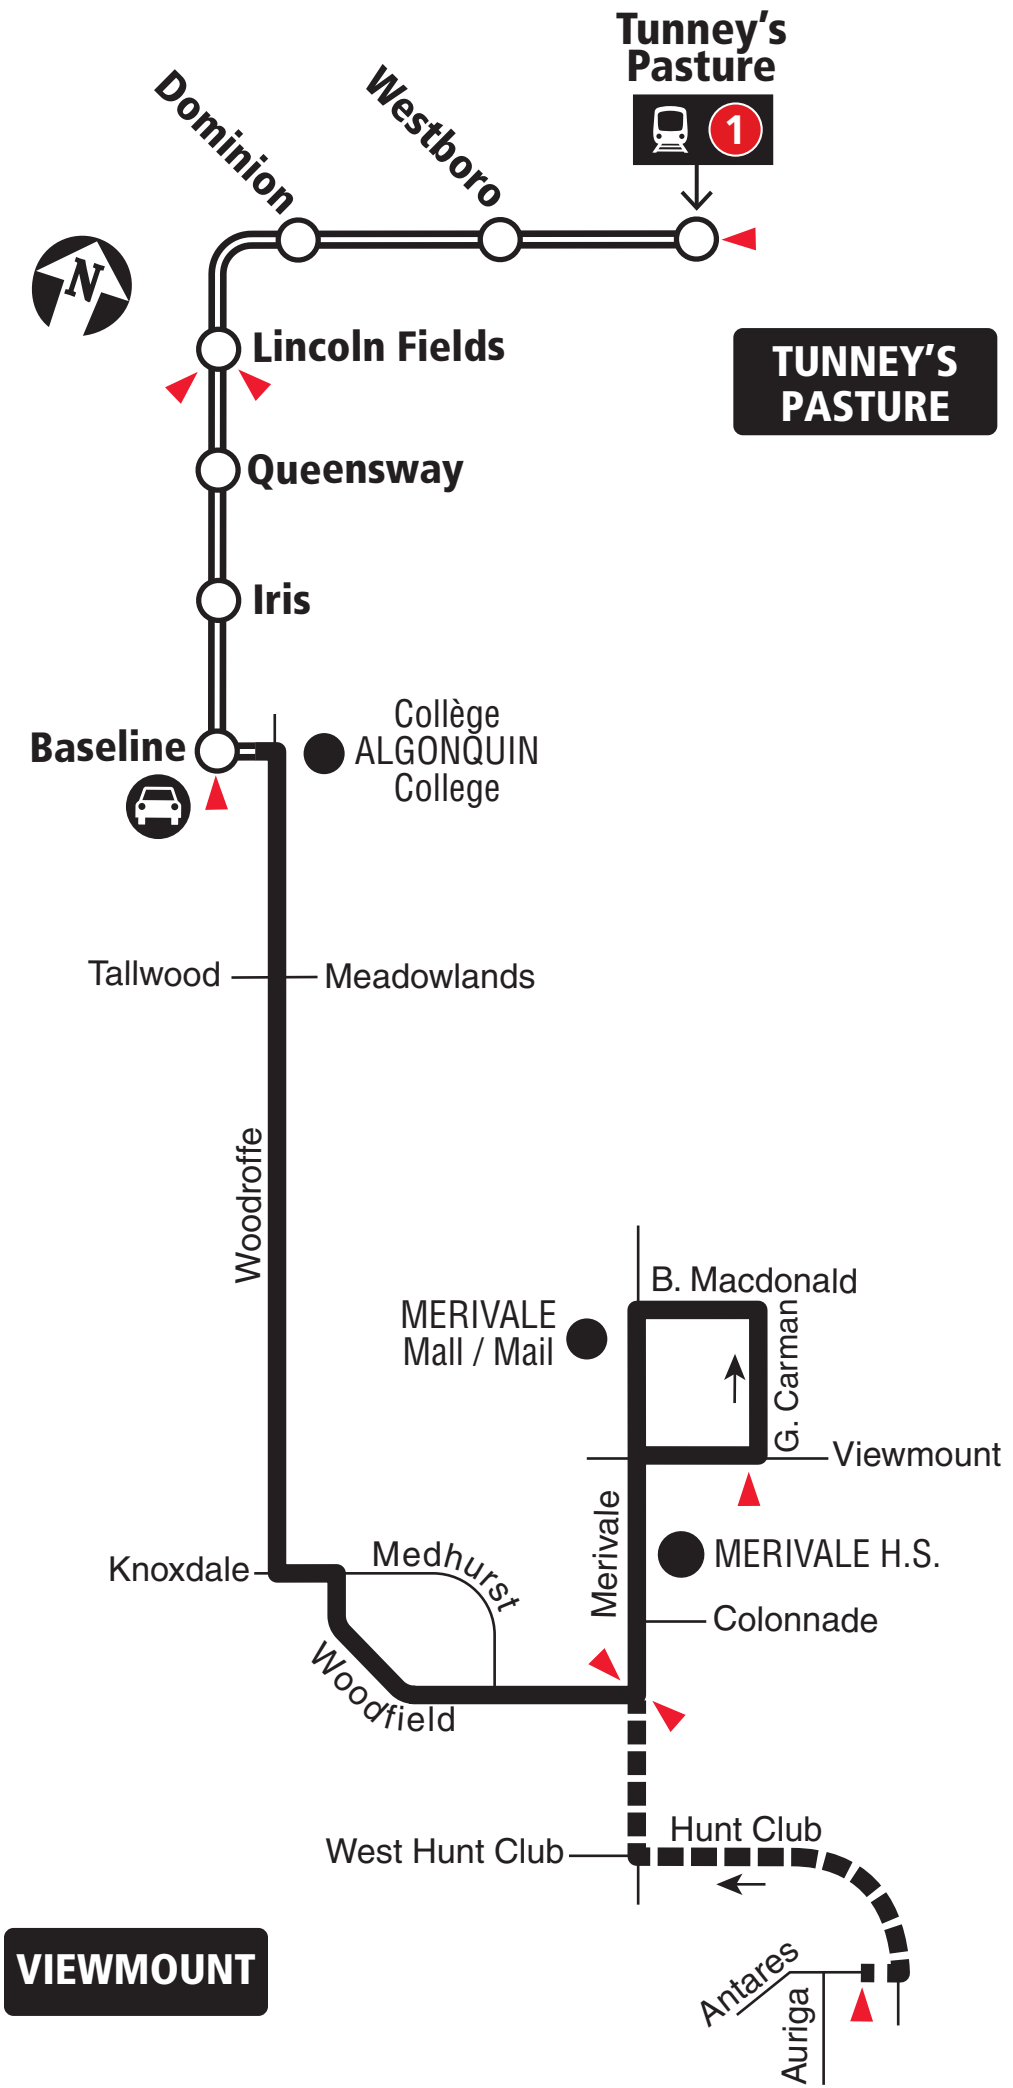 Tunney's
Pasture
1
Dominion
Westboro
N
Lincoln Fields
TUNNEY'S
PASTURE
Queensway
Iris
Baseline
Collège
ALGONQUIN
College
Tallwood
Meadowlands
Woodroffe
B. Macdonald
MERIVALE
Mall / Mail
G. Carman
Viewmount
Merivale
MERIVALE H.S.
Knoxdale
Medhurst
Colonnade
Woodfield
Hunt Club
West Hunt Club
VIEWMOUNT
Antares
Auriga